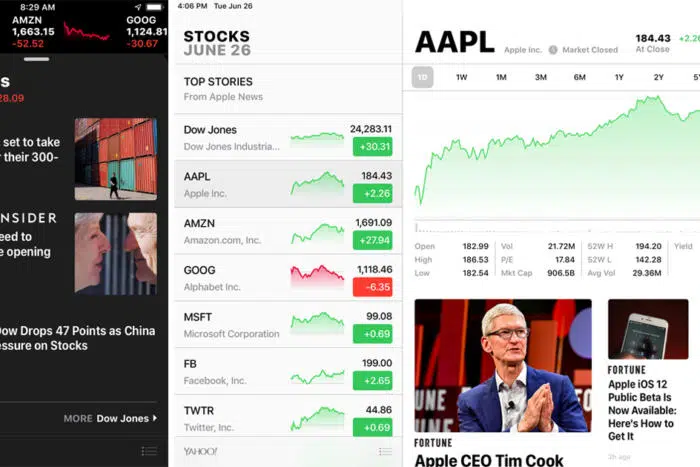 8:29 AM
AMZN
1,663.15
-52.52
GOOG
1,124.81
-30.67
s
28.09
set to take
their 300-
NSIDER
eed to
e opening
Dow Drops 47 Points as China
essure on Stocks
MORE Dow Jones
4:06 PM Tue Jun 26
STOCKS
JUNE 26
TOP STORIES
From Apple News
Dow Jones
Dow Jones Industria...
24,283.11
+30.31
AAPL
Apple Inc.
184.43
+2.26
AMZN
Amazon.com, Inc.
1,691.09
+27.94
GOOG
Alphabet Inc.
1,118.46
-6.35
MSFT
Microsoft Corporation
99.08
+0.69
FB
Facebook, Inc.
199.00
+2.65
TWTR
Twitter, Inc.
44.86
+0.69
YAHOO!
AAPL Apple Inc. Market Closed
184.43 +2.26
At Close
1D 1W 1M 3M 6M 1Y 2Y
Open 182.99 Vol 21.72M 52W H 194.20 Yield
High 186.53 P/E 17.84 52W L 142.28
Low 182.54 Mkt Cap 906.5B Avg Vol 29.36M
FORTUNE
Apple CEO Tim Cook
FORTUNE
Apple iOS 12
Public Beta Is
Now Available:
Here's How to
Get It
2h ago